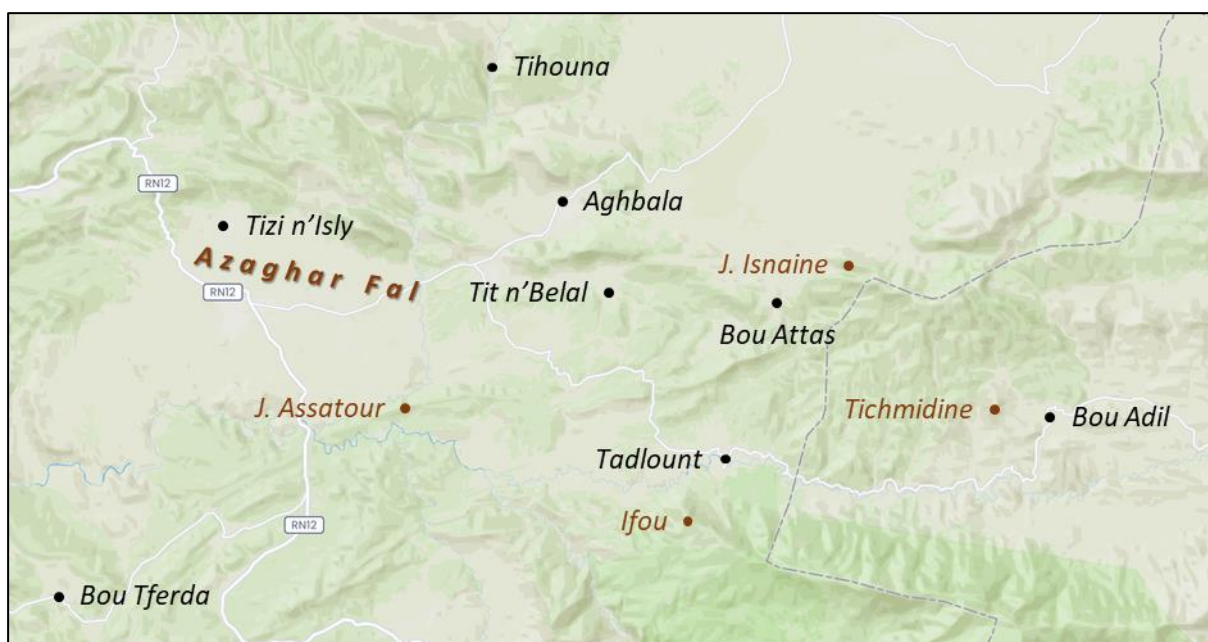 Tihouna
RN12
Aghbala
Tizi n’Isly
Azaghar Fal
J. Isnaine
RN12
Tit n’Belal
Bou Attas
J. Assatour
Tichmidine
Bou Adil
Tadlount
Ifou
RN12
Bou Tferda